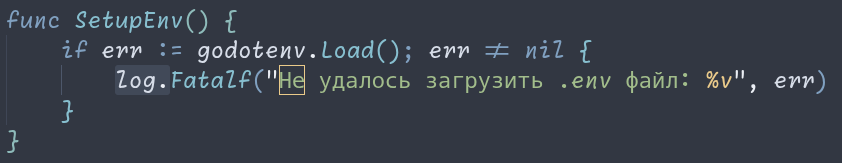 func SetupEnv() {
    if err := godotenv.Load(); err != nil {
        log.Fatalf("Не удалось загрузить .env файл: %v", err)
    }
}